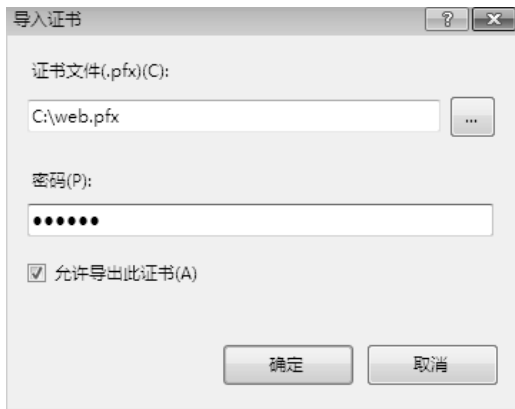 导入证书
证书文件(.pfx)(C):
C:\web.pfx
...
密码(P):
●●●●●●
允许导出此证书(A)
确定
取消